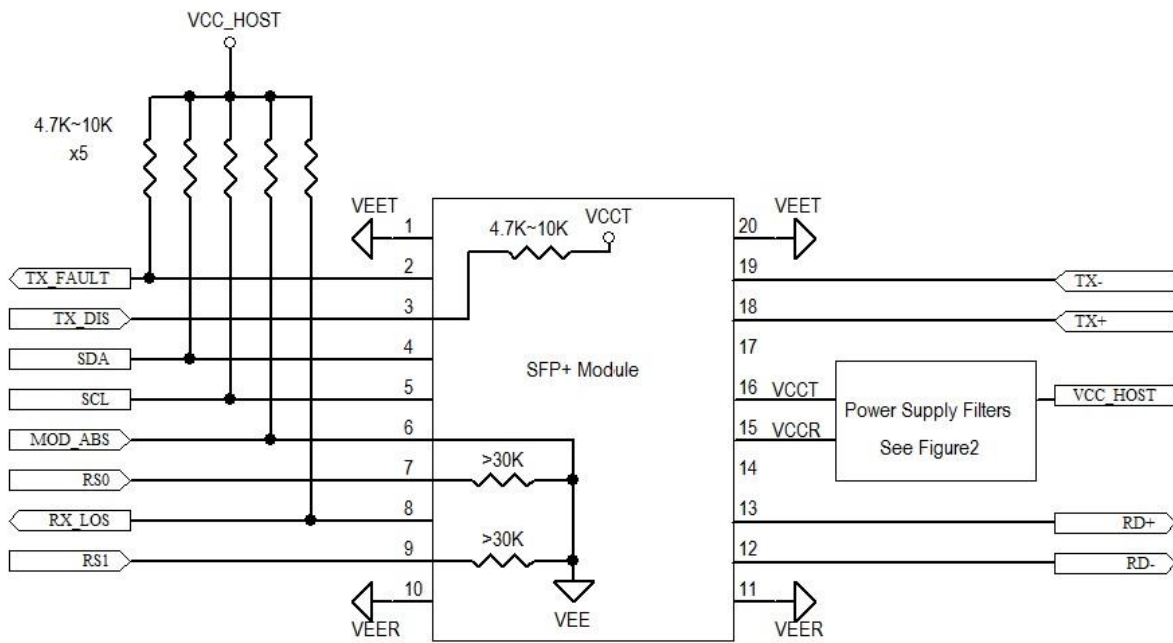 VCC_HOST
4.7K~10K
x5
VEET
1
4.7K~10K
VCCT
20
VEET
TX_FAULT
2
19
TX-
TX_DIS
3
18
TX+
SDA
4
17
SFP+ Module
SCL
5
16
VCCT
Power Supply Filters
See Figure2
VCC_HOST
MOD_ABS
6
15
VCCR
RS0
7
>30K
14
RX_LOS
8
13
RD+
RS1
9
>30K
12
RD-
10
VEER
VEE
11
VEER